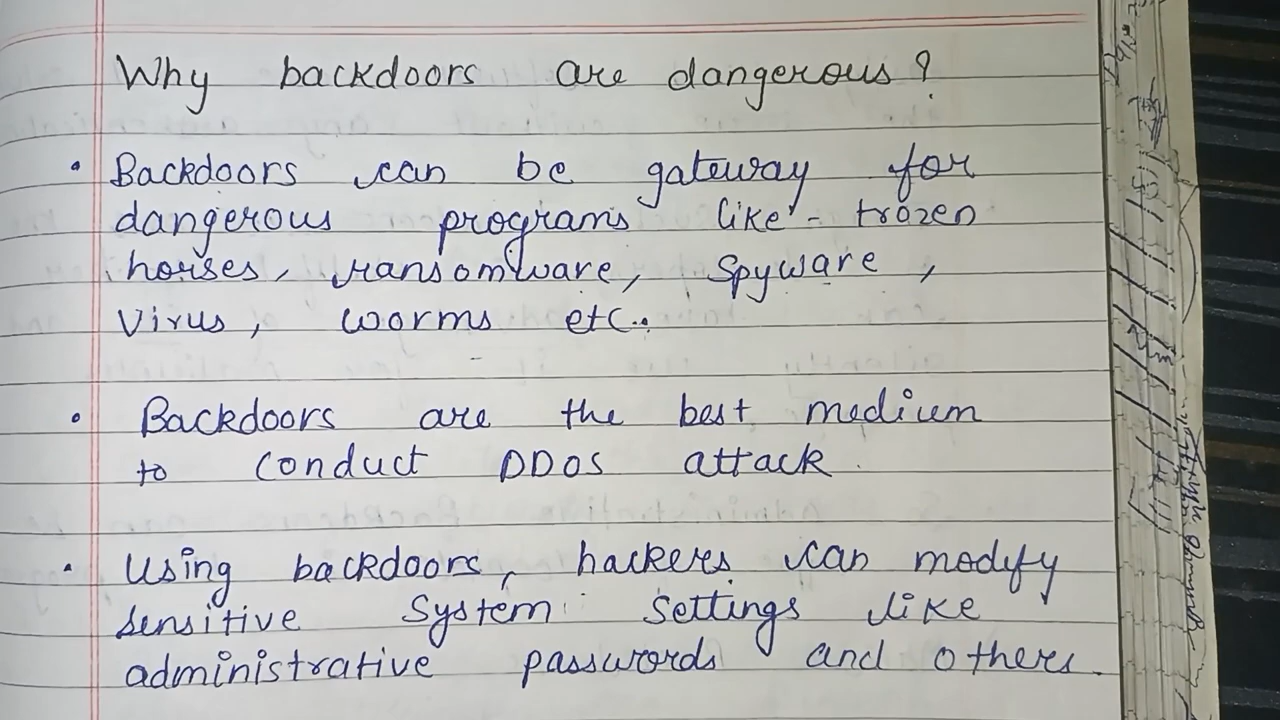 Why backdoors are dangerous?
• Backdoors can be gateway for
dangerous programs like - trozen
horses, ransomware, spyware,
virus, worms etc..
• Backdoors are the best medium
to conduct DDOS attack.
• Using backdoors, hackers can modify
sensitive system settings like
administrative passwords and others.